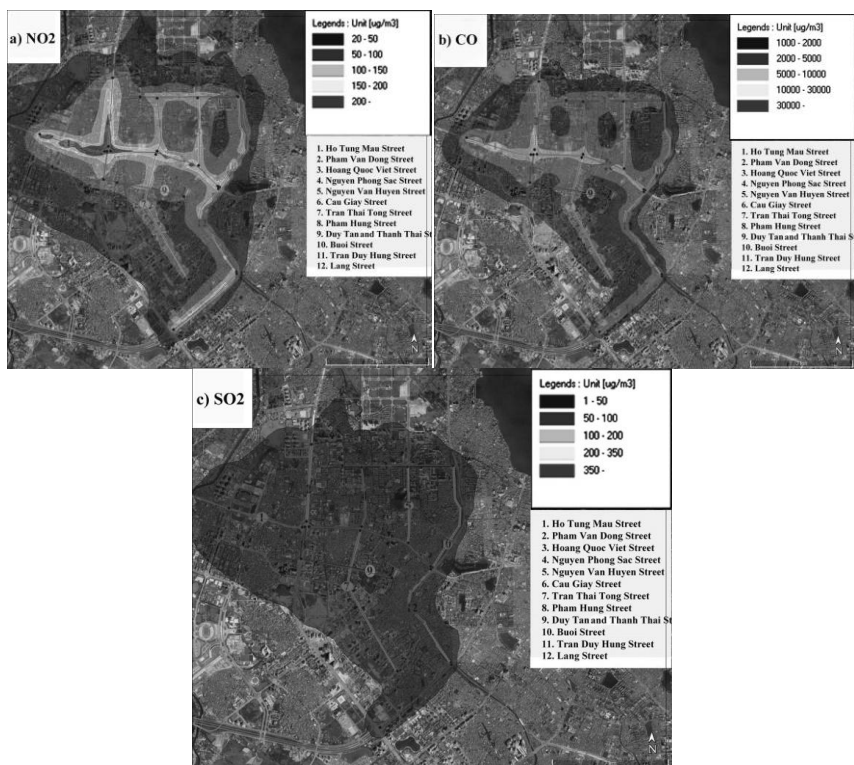 a) NO2
Legends : Unit [ug/m3]
20 - 50
50 - 100
100 - 150
150 - 200
200 -
1. Ho Tung Mau Street
2. Pham Van Dong Street
3. Hoang Quoc Viet Street
4. Nguyen Phong Sac Street
5. Nguyen Van Huyen Street
6. Cau Giay Street
7. Tran Thai Tong Street
8. Pham Hung Street
9. Duy Tan and Thanh Thai St
10. Buoi Street
11. Tran Duy Hung Street
12. Lang Street
9
N
b) CO
Legends : Unit [ug/m3]
1000 - 2000
2000 - 5000
5000 - 10000
10000 - 30000
30000 -
1. Ho Tung Mau Street
2. Pham Van Dong Street
3. Hoang Quoc Viet Street
4. Nguyen Phong Sac Street
5. Nguyen Van Huyen Street
6. Cau Giay Street
7. Tran Thai Tong Street
8. Pham Hung Street
9. Duy Tan and Thanh Thai St
10. Buoi Street
11. Tran Duy Hung Street
12. Lang Street
9
N
c) SO2
Legends : Unit [ug/m3]
1 - 50
50 - 100
100 - 200
200 - 350
350 -
1. Ho Tung Mau Street
2. Pham Van Dong Street
3. Hoang Quoc Viet Street
4. Nguyen Phong Sac Street
5. Nguyen Van Huyen Street
6. Cau Giay Street
7. Tran Thai Tong Street
8. Pham Hung Street
9. Duy Tan and Thanh Thai St
10. Buoi Street
11. Tran Duy Hung Street
12. Lang Street
1
9
12
N